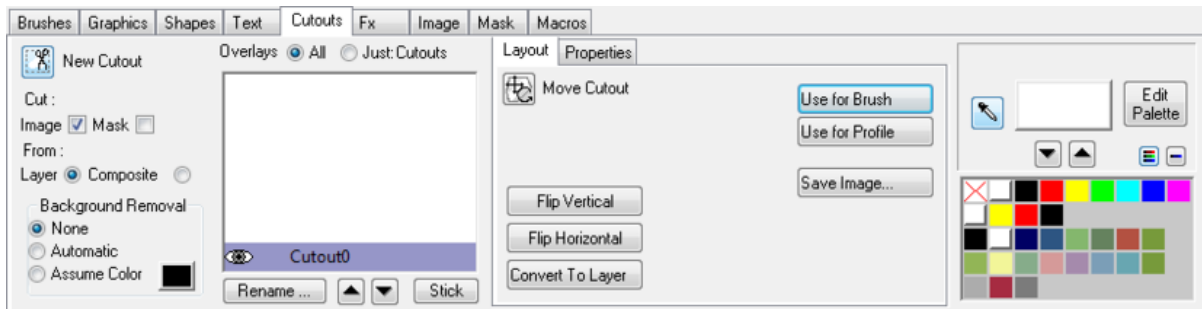 Brushes Graphics Shapes Text Cutouts Fx Image Mask Macros
New Cutout
Cut :
Image Mask
From :
Layer Composite
Background Removal
None
Automatic
Assume Color
Overlays All Just: Cutouts
Cutout0
Rename ... Stick
Layout Properties
Move Cutout
Flip Vertical
Flip Horizontal
Convert To Layer
Use for Brush
Use for Profile
Save Image...
Edit
Palette